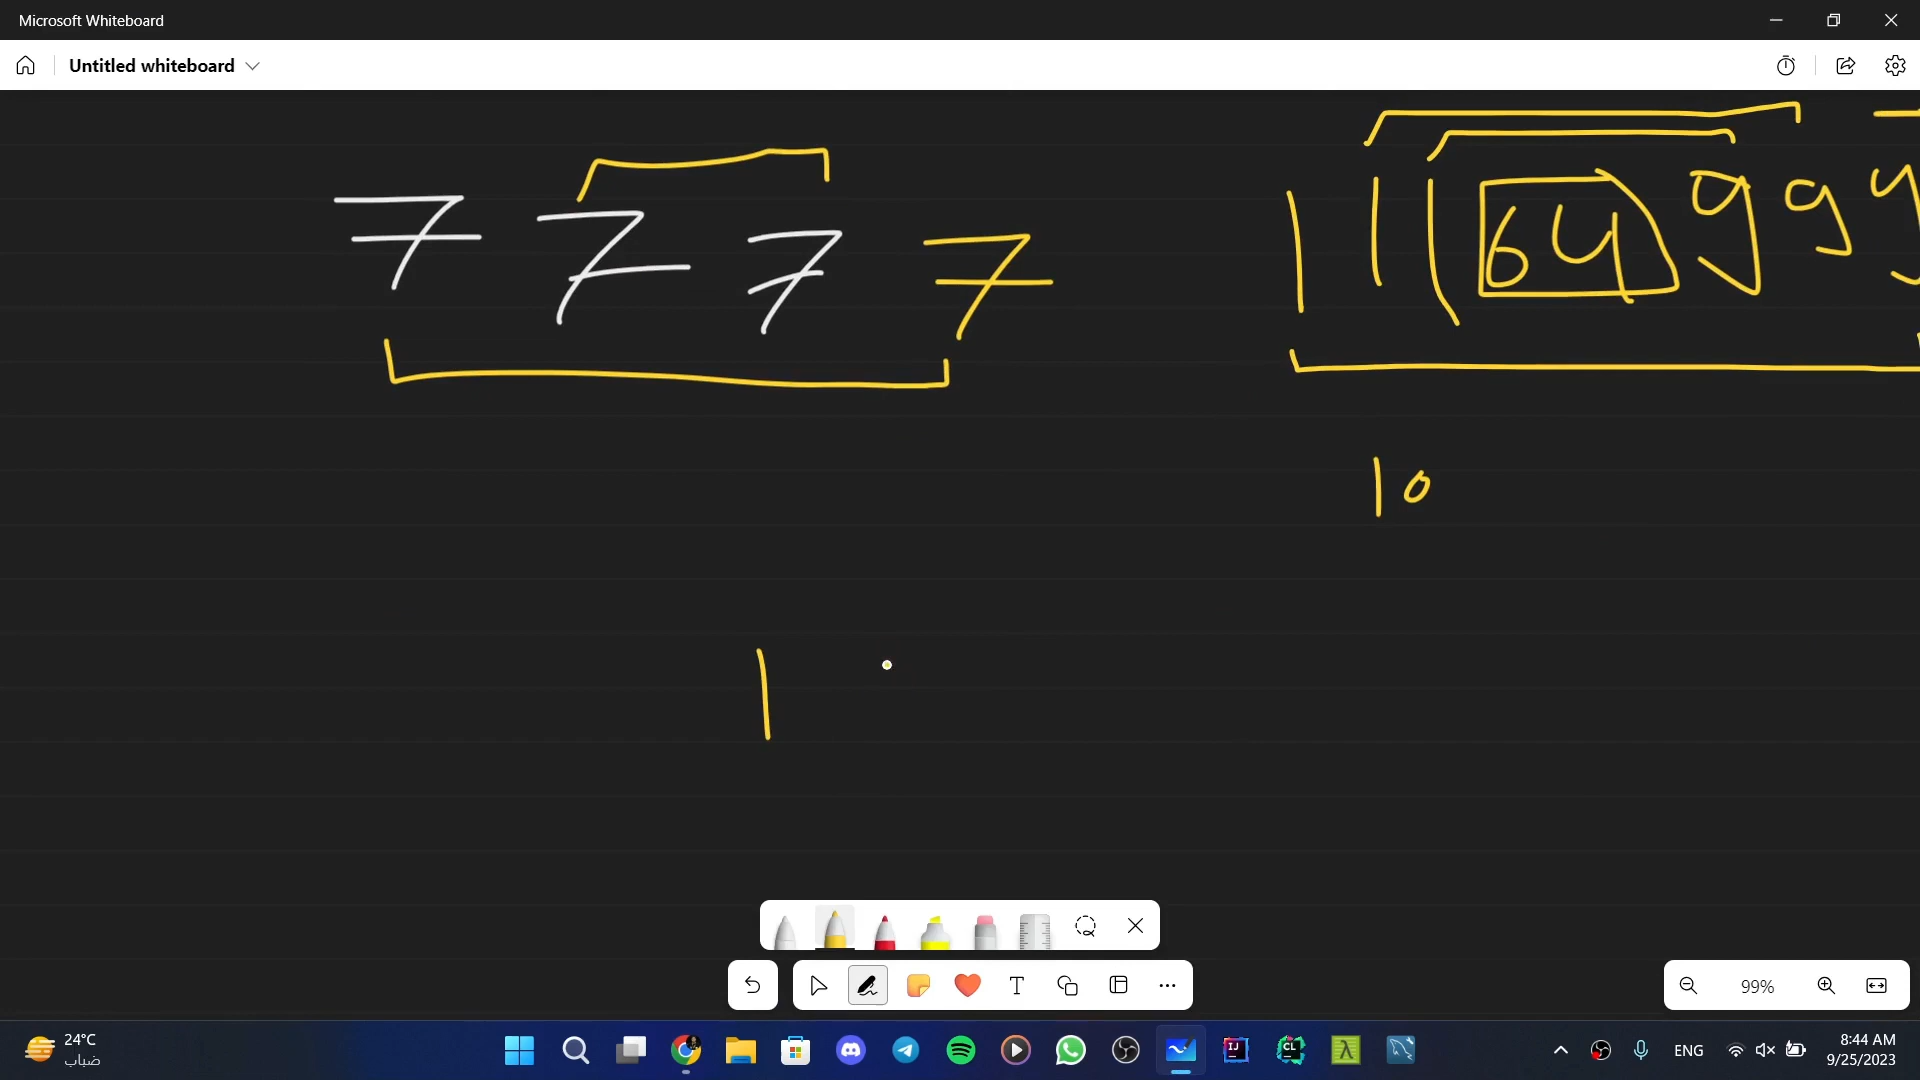 Microsoft Whiteboard
Untitled whiteboard
7 7 7 7
1 1 1 64 9 9 9
10
1
99%
24°C
ضباب
ENG
8:44 AM
9/25/2023